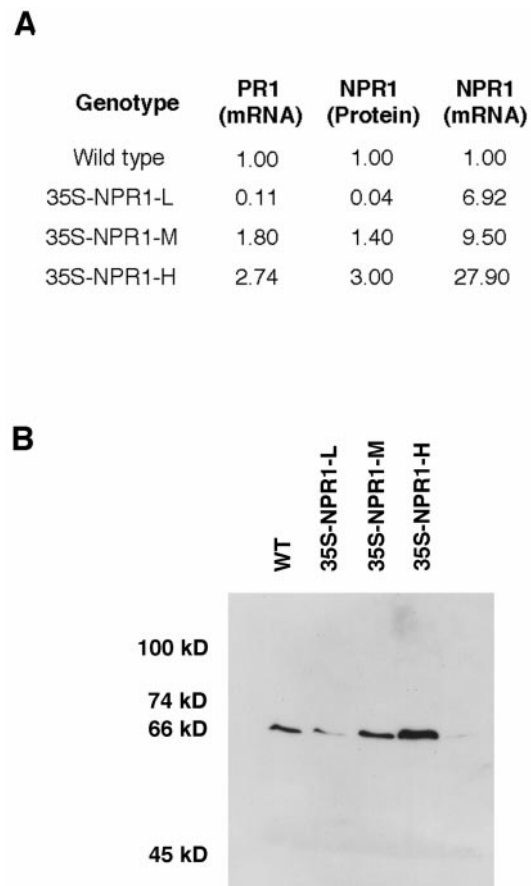 A
Genotype PR1 (mRNA) NPR1 (Protein) NPR1 (mRNA)
Wild type 1.00 1.00 1.00
35S-NPR1-L 0.11 0.04 6.92
35S-NPR1-M 1.80 1.40 9.50
35S-NPR1-H 2.74 3.00 27.90
B
WT
35S-NPR1-L
35S-NPR1-M
35S-NPR1-H
100 kD
74 kD
66 kD
45 kD